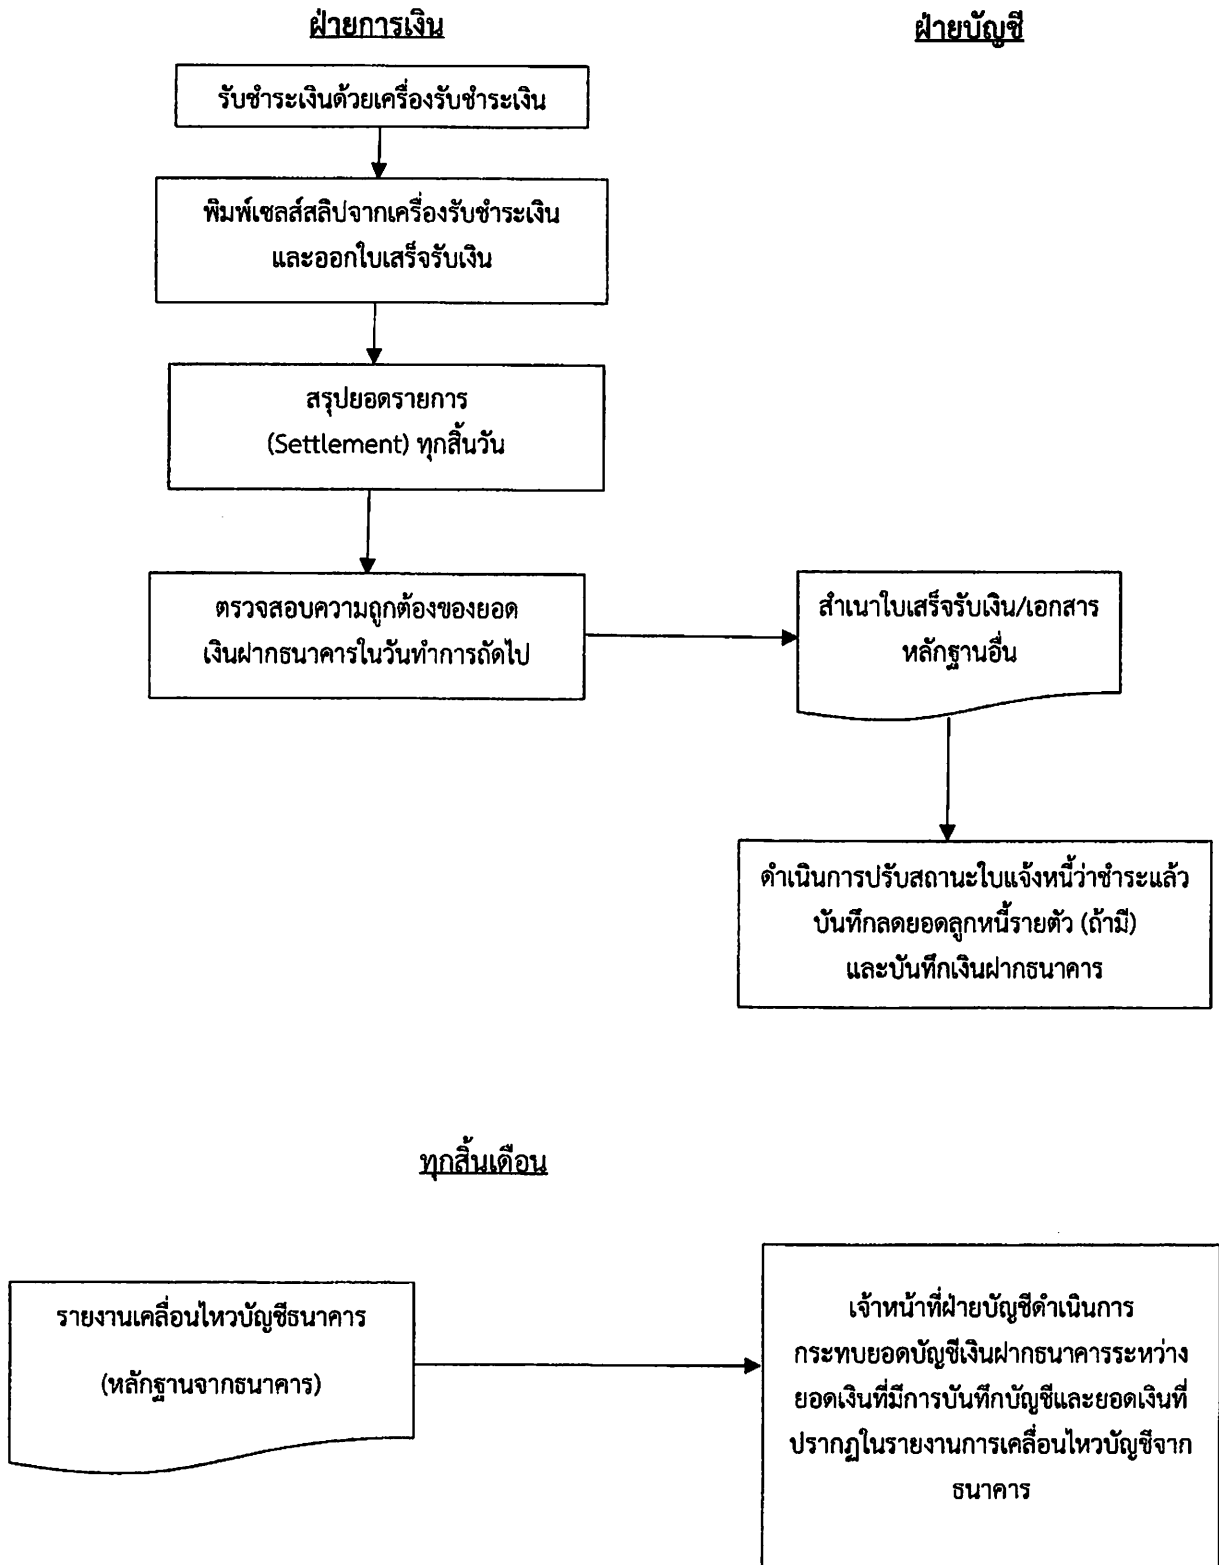 ฝ่ายการเงิน
ฝ่ายบัญชี
รับชำระเงินด้วยเครื่องรับชำระเงิน
พิมพ์เซลส์สลิปจากเครื่องรับชำระเงิน
และออกใบเสร็จรับเงิน
สรุปยอดรายการ
(Settlement) ทุกสิ้นวัน
ตรวจสอบความถูกต้องของยอด
เงินฝากธนาคารในวันทำการถัดไป
สำเนาใบเสร็จรับเงิน/เอกสาร
หลักฐานอื่น
ดำเนินการปรับสถานะใบแจ้งหนี้ว่าชำระแล้ว
บันทึกลดยอดลูกหนี้รายตัว (ถ้ามี)
และบันทึกเงินฝากธนาคาร
ทุกสิ้นเดือน
รายงานเคลื่อนไหวบัญชีธนาคาร
(หลักฐานจากธนาคาร)
เจ้าหน้าที่ฝ่ายบัญชีดำเนินการ
กระทบยอดบัญชีเงินฝากธนาคารระหว่าง
ยอดเงินที่มีการบันทึกบัญชีและยอดเงินที่
ปรากฏในรายงานการเคลื่อนไหวบัญชีจาก
ธนาคาร